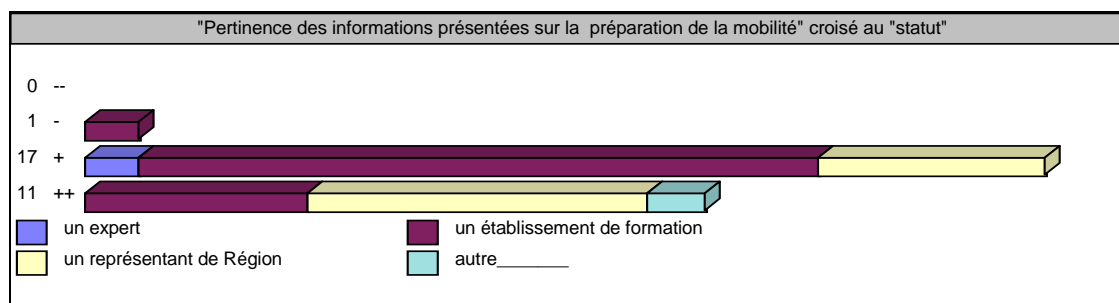 "Pertinence des informations présentées sur la préparation de la mobilité" croisé au "statut"
0 --
1 -
17 +
11 ++
un expert
un établissement de formation
un représentant de Région
autre_______